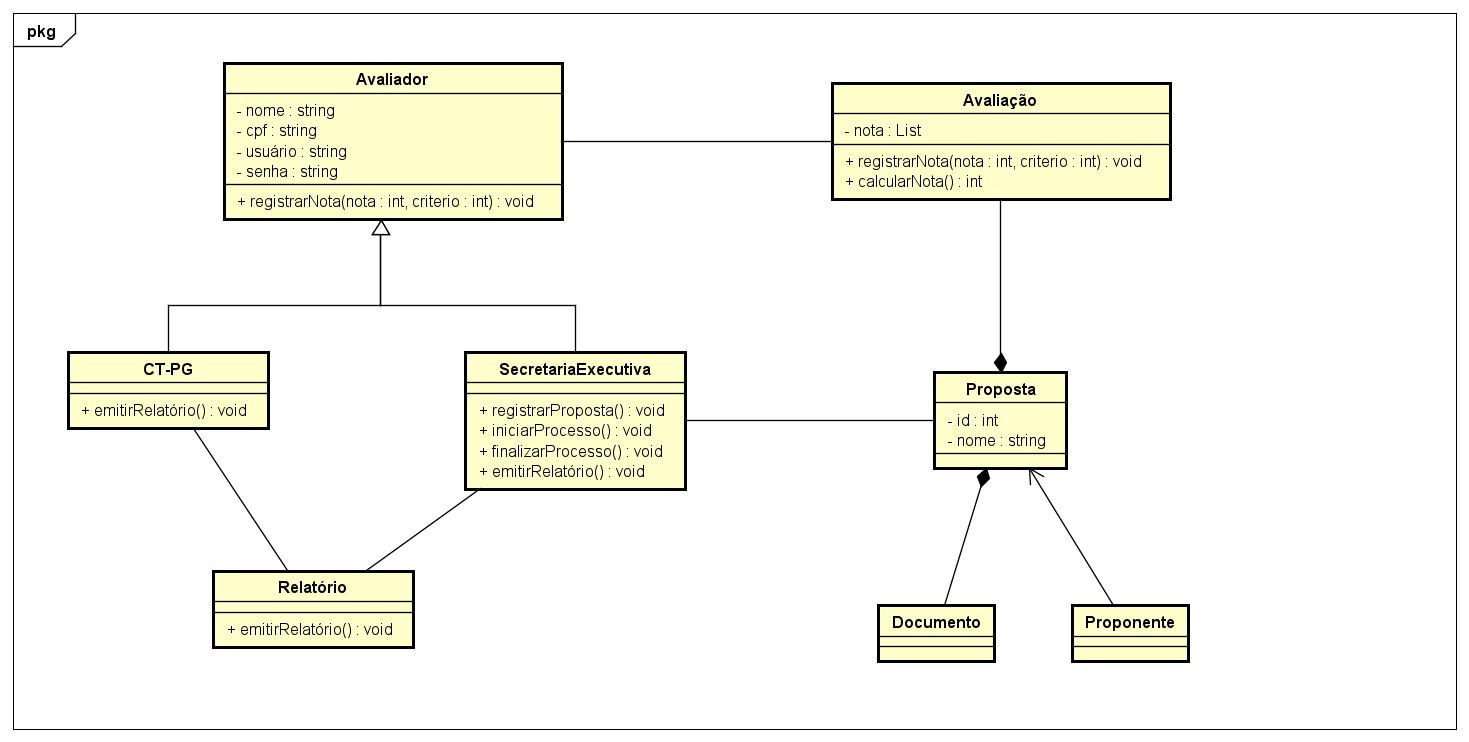 pkg
Avaliador
- nome : string
- cpf : string
- usuário : string
- senha : string
+ registrarNota(nota : int, criterio : int) : void
Avaliação
- nota : List
+ registrarNota(nota : int, criterio : int) : void
+ calcularNota() : int
CT-PG
+ emitirRelatório() : void
SecretariaExecutiva
+ registrarProposta() : void
+ iniciarProcesso() : void
+ finalizarProcesso() : void
+ emitirRelatório() : void
Proposta
- id : int
- nome : string
Relatório
+ emitirRelatório() : void
Documento
Proponente